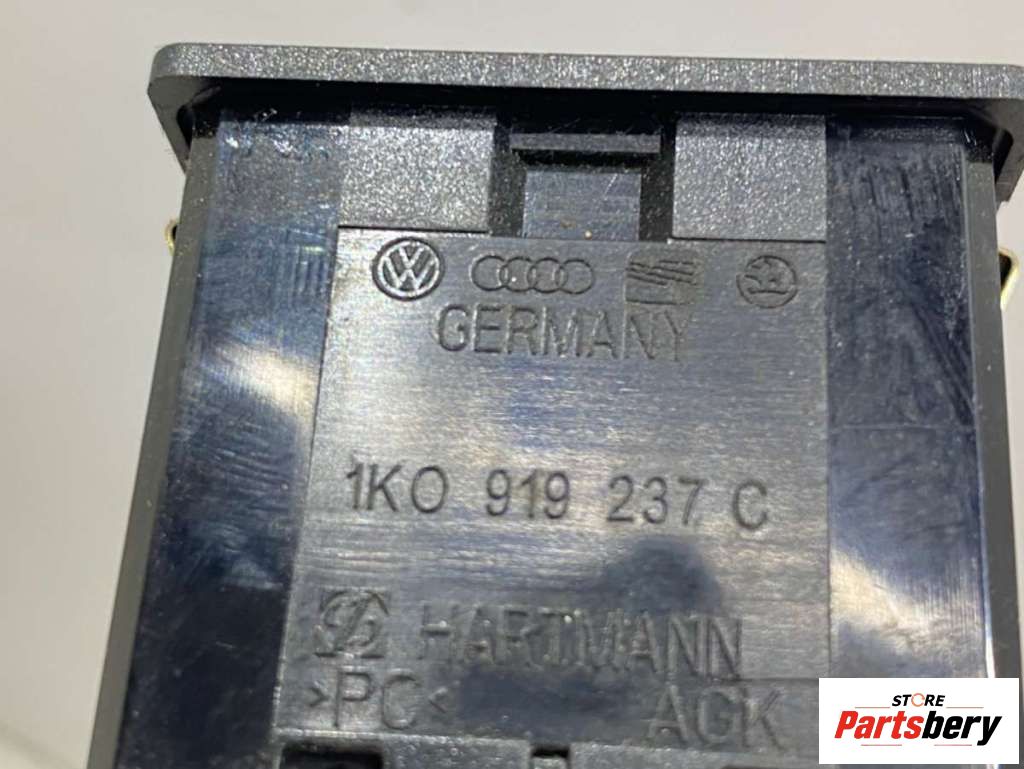 GERMANY
1K0 919 237 C
HARTMANN
>PC<
AGK
STORE
Partsbery